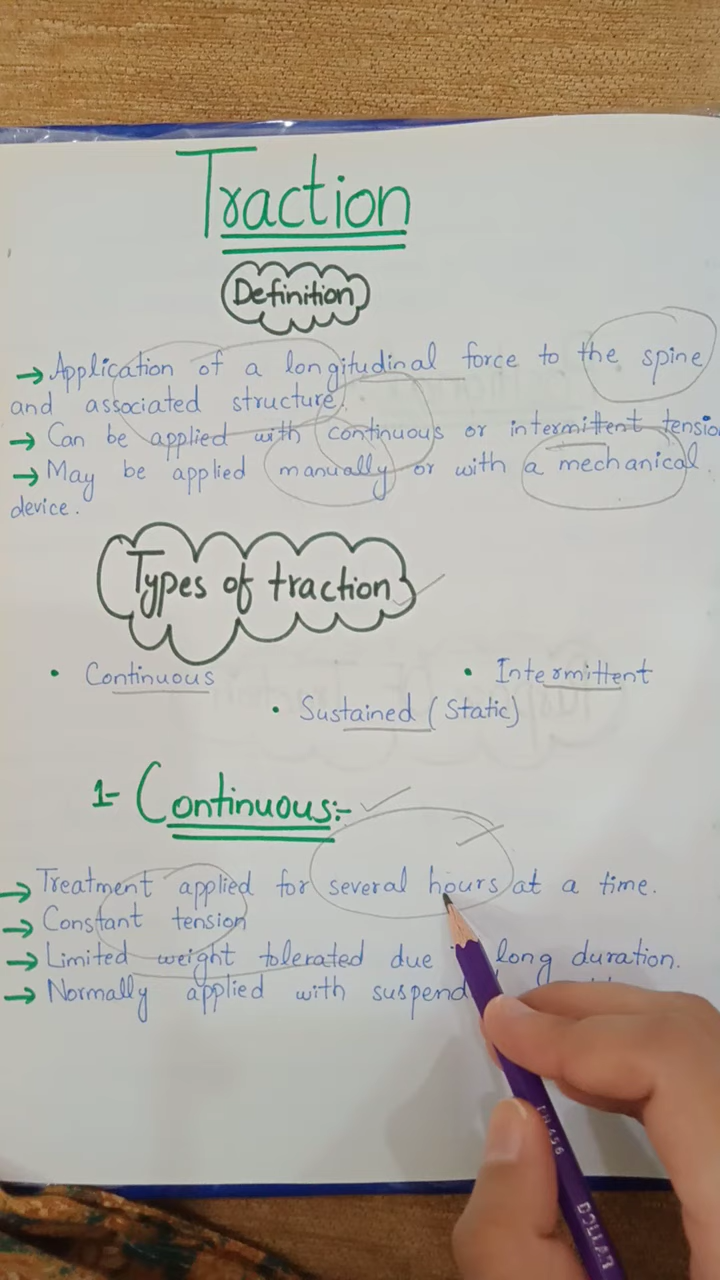 Traction
Definition
→ Application of a longitudinal force to the spine
and associated structure.
→ Can be applied with continuous or intermittent tension
→ May be applied manually or with a mechanical
device.
Types of traction
• Continuous
• Intermittent
• Sustained (Static)
1- Continuous:-
→ Treatment applied for several hours at a time.
→ Constant tension
→ Limited weight tolerated due long duration.
→ Normally applied with suspend
DOLLAR